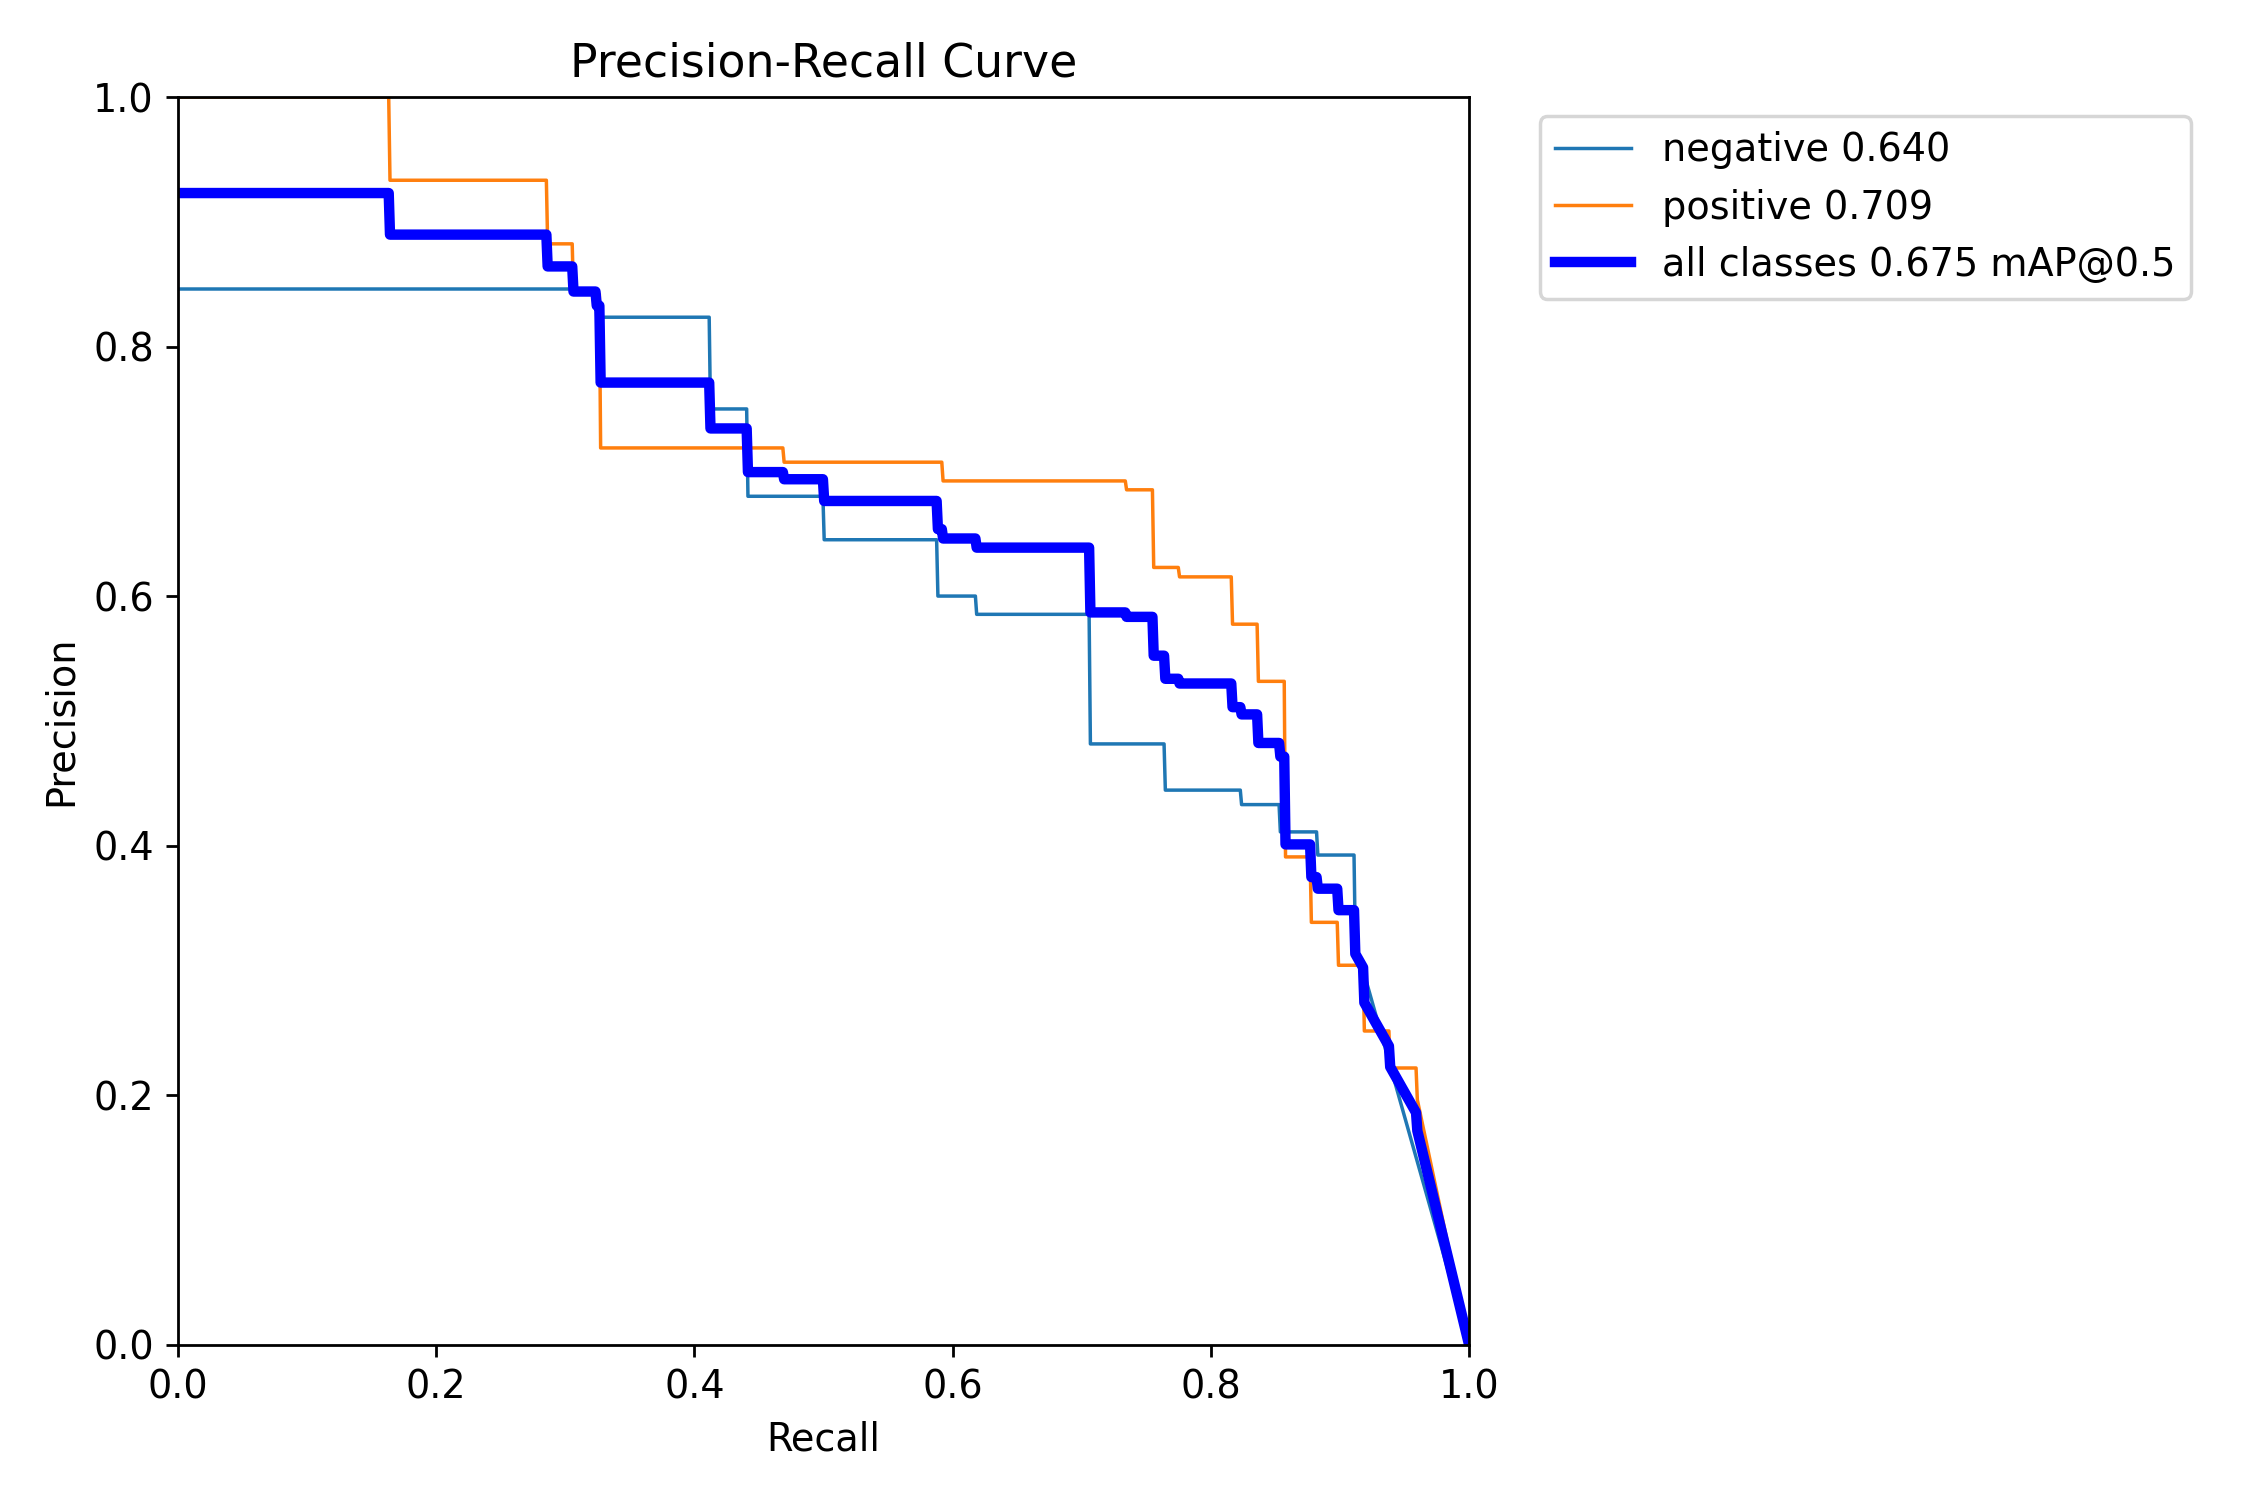 Precision-Recall Curve
negative 0.640
positive 0.709
all classes 0.675 mAP@0.5
Precision
1.0
0.8
0.6
0.4
0.2
0.0
0.0 0.2 0.4 0.6 0.8 1.0
Recall